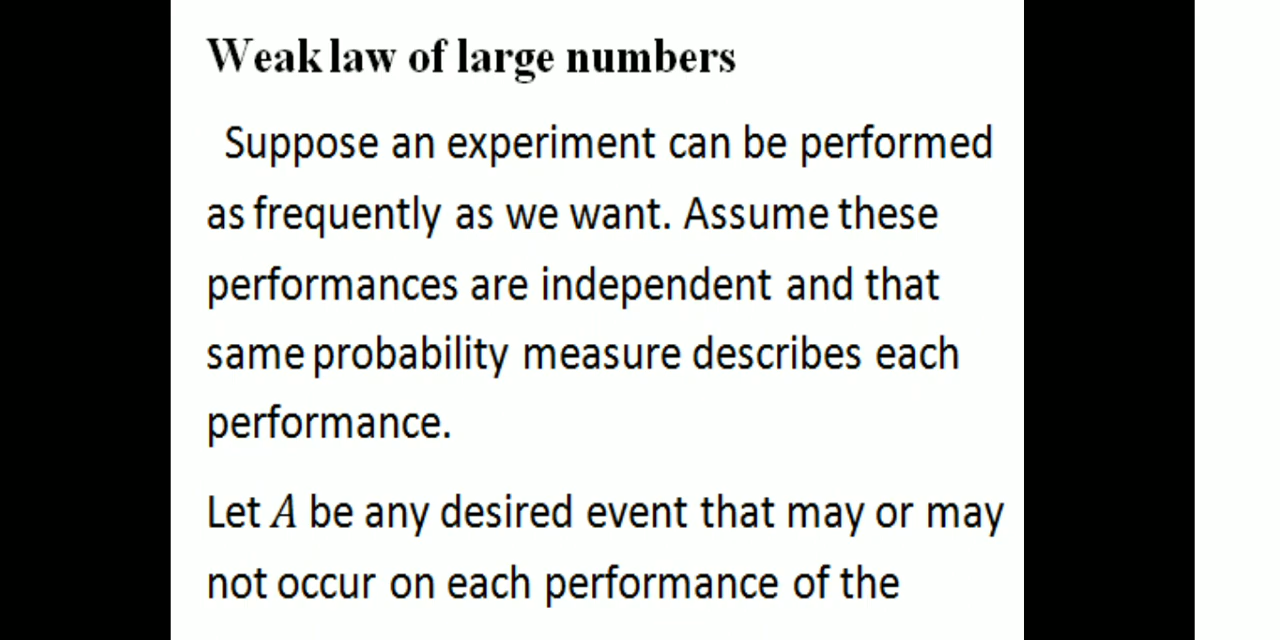 Weak law of large numbers
Suppose an experiment can be performed
as frequently as we want. Assume these
performances are independent and that
same probability measure describes each
performance.
Let A be any desired event that may or may
not occur on each performance of the